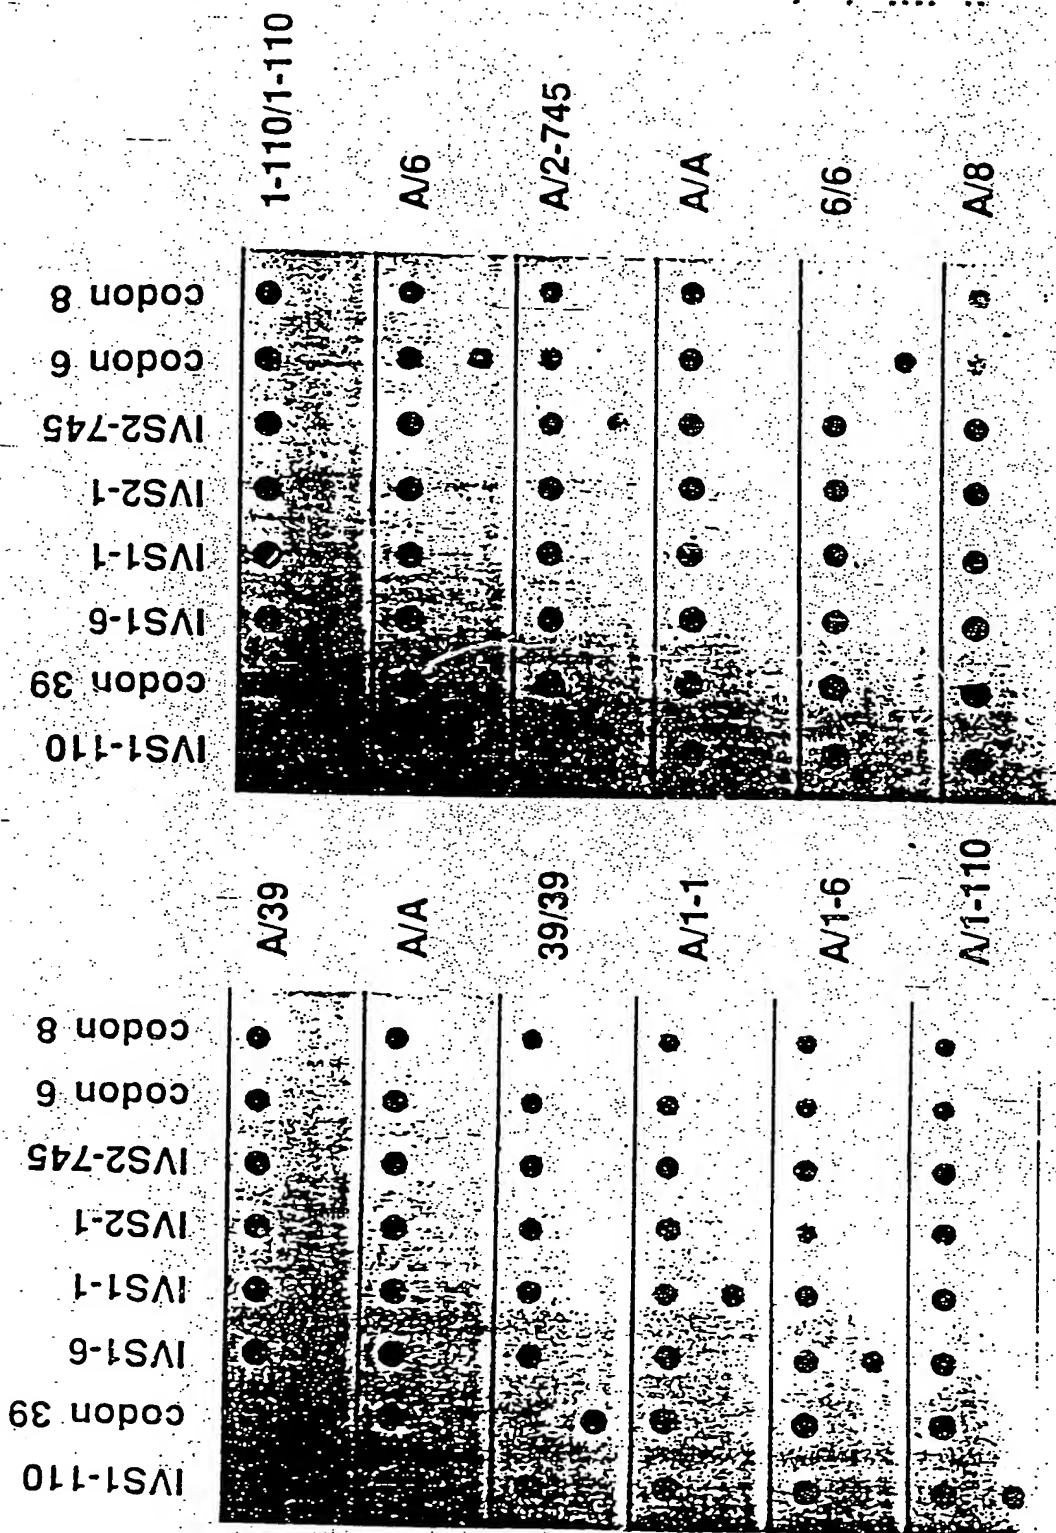 1-110/1-110
A/6
A/2-745
A/A
6/6
A/8
codon 8
codon 6
IVS2-745
IVS2-1
IVS1-1
IVS1-6
codon 39
IVS1-110
A/39
A/A
39/39
A/1-1
A/1-6
A/1-110
codon 8
codon 6
IVS2-745
IVS2-1
IVS1-1
IVS1-6
codon 39
IVS1-110